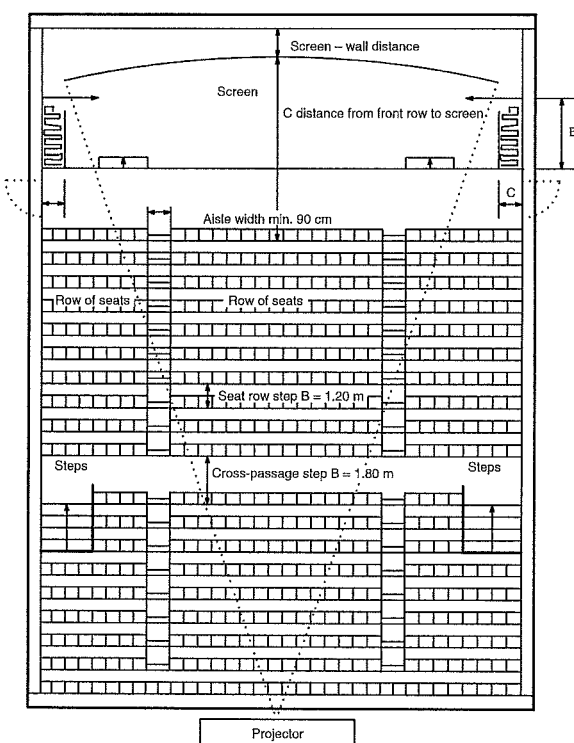 Screen – wall distance
Screen
C distance from front row to screen
E
C
Aisle width min. 90 cm
Row of seats
Row of seats
Seat row step B = 1.20 m
Steps
Steps
Cross-passage step B = 1.80 m
Projector